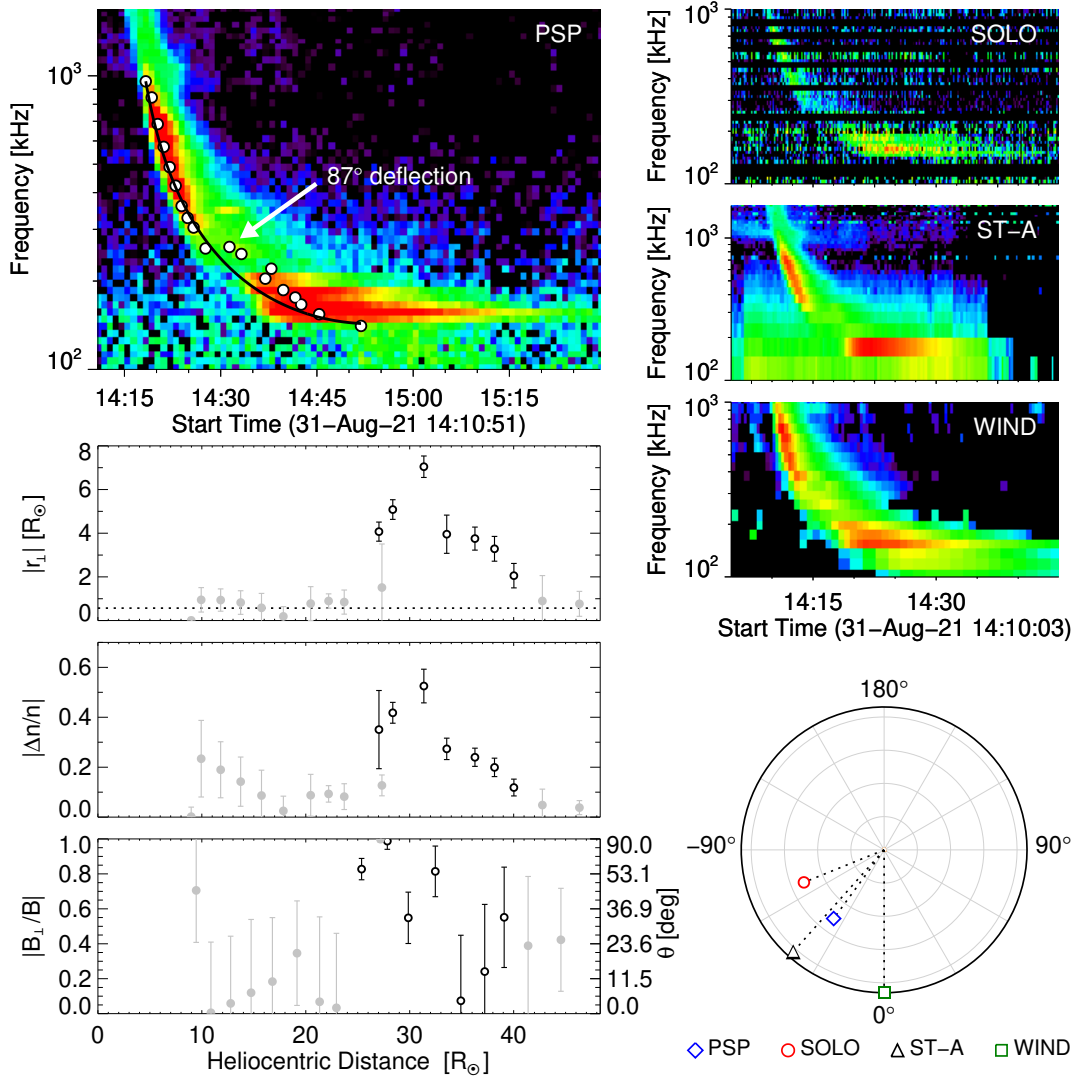 PSP
87° deflection
10³
10²
Frequency [kHz]
14:15 14:30 14:45 15:00 15:15
Start Time (31-Aug-21 14:10:51)
SOLO
10³
10²
Frequency [kHz]
ST-A
10³
10²
Frequency [kHz]
WIND
10³
10²
Frequency [kHz]
14:15 14:30
Start Time (31-Aug-21 14:10:03)
8
6
4
2
0
|r⊥| [R☉]
0.6
0.4
0.2
0.0
|Δn/n|
1.0
0.8
0.6
0.4
0.2
0.0
|B⊥/B|
90.0
53.1
36.9
23.6
11.5
0.0
θ [deg]
0 10 20 30 40
Heliocentric Distance [R☉]
180°
-90°
90°
0°
PSP SOLO ST-A WIND